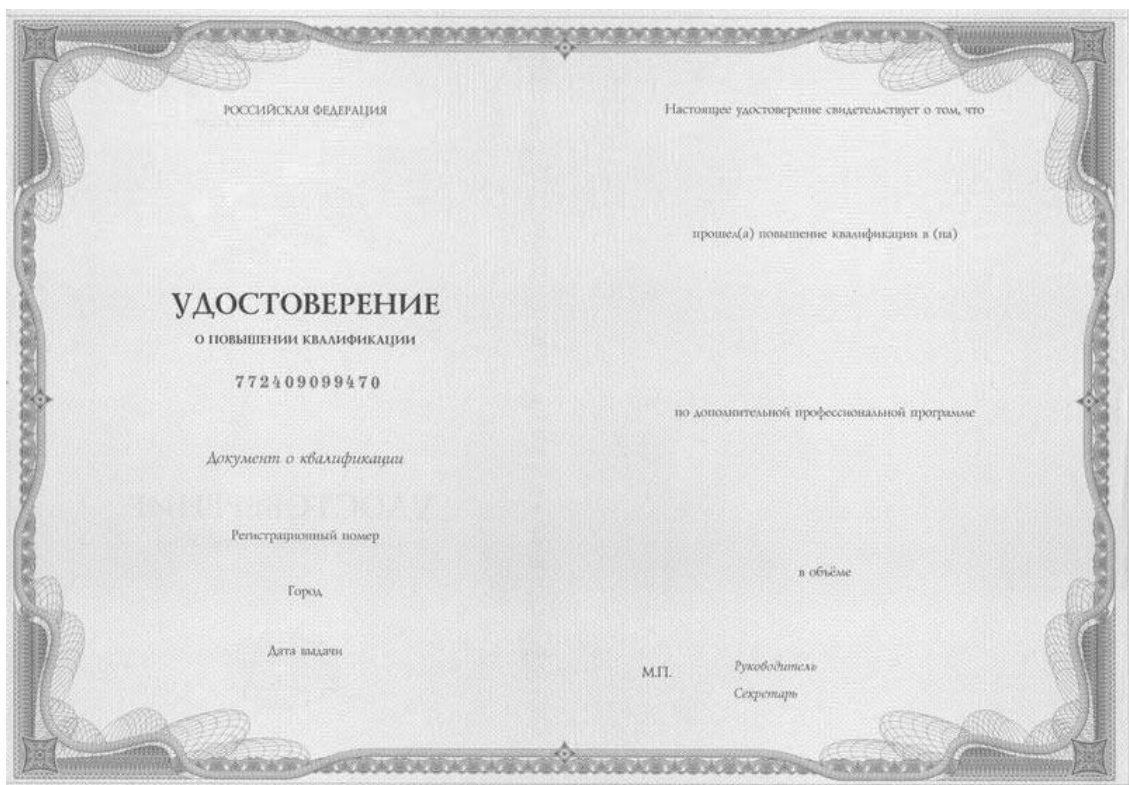 РОССИЙСКАЯ ФЕДЕРАЦИЯ
УДОСТОВЕРЕНИЕ
О ПОВЫШЕНИИ КВАЛИФИКАЦИИ
772409099470
Документ о квалификации
Регистрационный номер
Город
Дата выдачи
Настоящее удостоверение свидетельствует о том, что
прошел(а) повышение квалификации в (на)
по дополнительной профессиональной программе
в объёме
М.П.
Руководитель
Секретарь